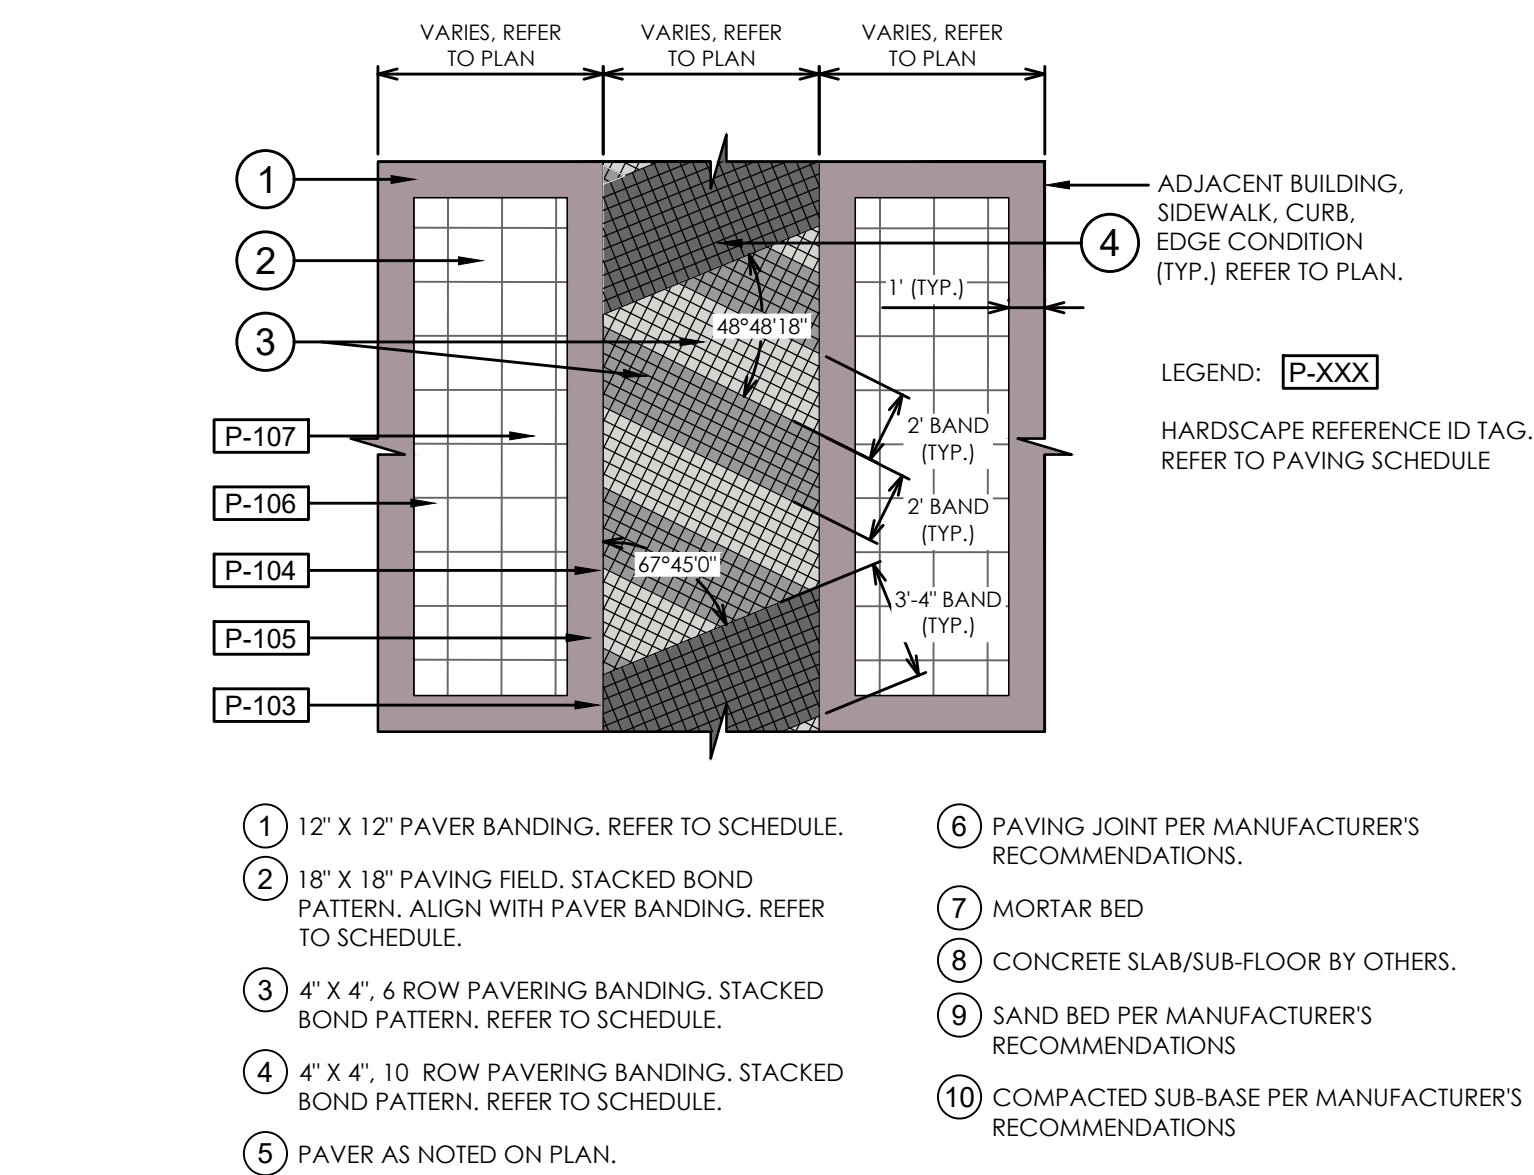 VARIES, REFER
TO PLAN
VARIES, REFER
TO PLAN
VARIES, REFER
TO PLAN
1
2
3
P-107
P-106
P-104
P-105
P-103
4
ADJACENT BUILDING,
SIDEWALK, CURB,
EDGE CONDITION
(TYP.) REFER TO PLAN.
1' (TYP.)
48°48'18"
2' BAND
(TYP.)
2' BAND
(TYP.)
67°45'0"
3'-4" BAND
(TYP.)
LEGEND: P-XXX
HARDSCAPE REFERENCE ID TAG.
REFER TO PAVING SCHEDULE
1 12" X 12" PAVER BANDING. REFER TO SCHEDULE.
2 18" X 18" PAVING FIELD. STACKED BOND
PATTERN. ALIGN WITH PAVER BANDING. REFER
TO SCHEDULE.
3 4" X 4", 6 ROW PAVERING BANDING. STACKED
BOND PATTERN. REFER TO SCHEDULE.
4 4" X 4", 10 ROW PAVERING BANDING. STACKED
BOND PATTERN. REFER TO SCHEDULE.
5 PAVER AS NOTED ON PLAN.
6 PAVING JOINT PER MANUFACTURER'S
RECOMMENDATIONS.
7 MORTAR BED
8 CONCRETE SLAB/SUB-FLOOR BY OTHERS.
9 SAND BED PER MANUFACTURER'S
RECOMMENDATIONS
10 COMPACTED SUB-BASE PER MANUFACTURER'S
RECOMMENDATIONS